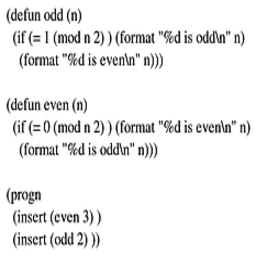 (defun odd (n)
(if (= 1 (mod n 2) ) (format "%d is odd\n" n)
(format "%d is even\n" n)))
(defun even (n)
(if (= 0 (mod n 2) ) (format "%d is even\n" n)
(format "%d is odd\n" n)))
(progn
(insert (even 3) )
(insert (odd 2) ))